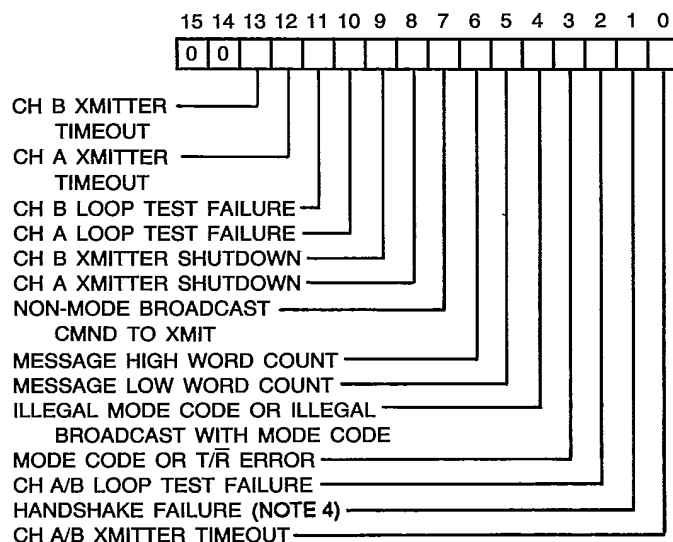 15 14 13 12 11 10 9 8 7 6 5 4 3 2 1 0
0 0
CH B XMITTER
TIMEOUT
CH A XMITTER
TIMEOUT
CH B LOOP TEST FAILURE
CH A LOOP TEST FAILURE
CH B XMITTER SHUTDOWN
CH A XMITTER SHUTDOWN
NON-MODE BROADCAST
CMND TO XMIT
MESSAGE HIGH WORD COUNT
MESSAGE LOW WORD COUNT
ILLEGAL MODE CODE OR ILLEGAL
BROADCAST WITH MODE CODE
MODE CODE OR T/R̅ ERROR
CH A/B LOOP TEST FAILURE
HANDSHAKE FAILURE (NOTE 4)
CH A/B XMITTER TIMEOUT